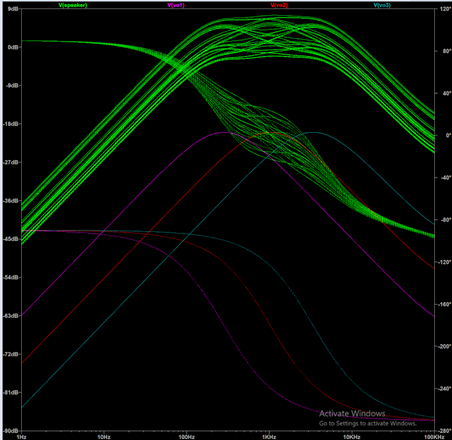 V(speaker) V(vo1) V(vo2) V(vo3)
9dB 120°
0dB 80°
-9dB 40°
-18dB 0°
-27dB -40°
-36dB -80°
-45dB -120°
-54dB -160°
-63dB -200°
-72dB -240°
-81dB -280°
-90dB
1Hz 10Hz 100Hz 1KHz 10KHz 100KHz
Activate Windows
Go to Settings to activate Windows.